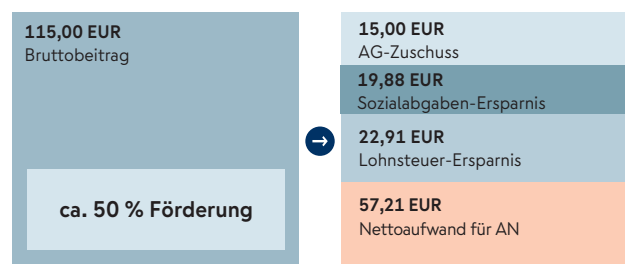 115,00 EUR
Bruttobeitrag
ca. 50 % Förderung
15,00 EUR
AG-Zuschuss
19,88 EUR
Sozialabgaben-Ersparnis
22,91 EUR
Lohnsteuer-Ersparnis
57,21 EUR
Nettoaufwand für AN